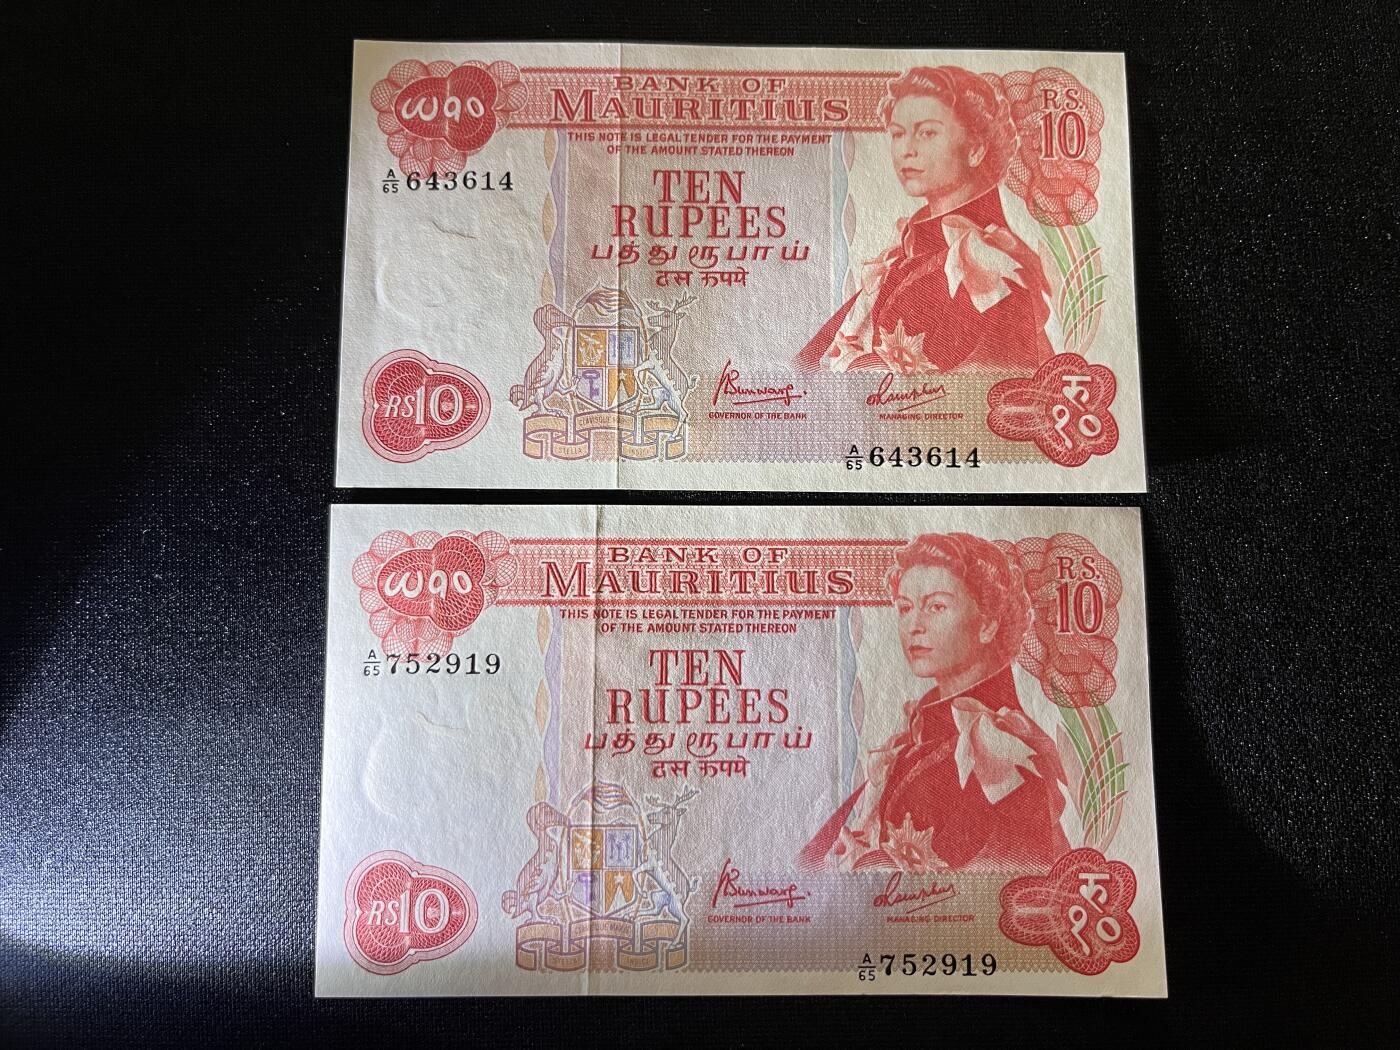 BANK OF
MAURITIUS
RS.
10
THIS NOTE IS LEGAL TENDER FOR THE PAYMENT
OF THE AMOUNT STATED THEREON
A/65 643614
TEN
RUPEES
பத்து ரூபாய்
दस रूपये
RS10
GOVERNOR OF THE BANK
MANAGING DIRECTOR
रु
१०
A/65 643614
BANK OF
MAURITIUS
RS.
10
THIS NOTE IS LEGAL TENDER FOR THE PAYMENT
OF THE AMOUNT STATED THEREON
A/65 752919
TEN
RUPEES
பத்து ரூபாய்
दस रूपये
RS10
GOVERNOR OF THE BANK
MANAGING DIRECTOR
रु
१०
A/65 752919